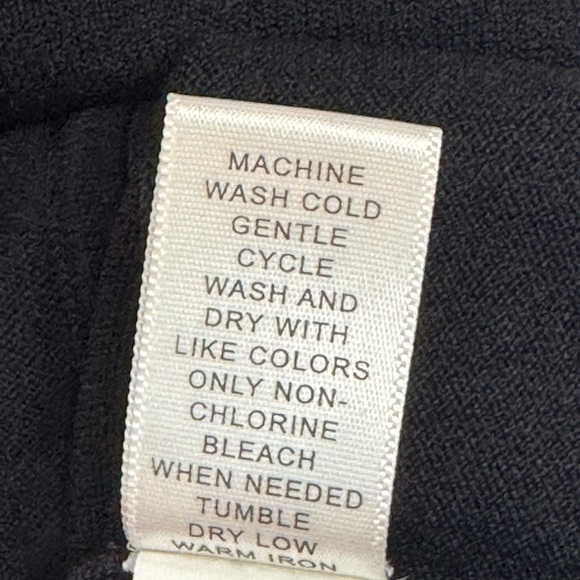 MACHINE
WASH COLD
GENTLE
CYCLE
WASH AND
DRY WITH
LIKE COLORS
ONLY NON-
CHLORINE
BLEACH
WHEN NEEDED
TUMBLE
DRY LOW
WARM IRON